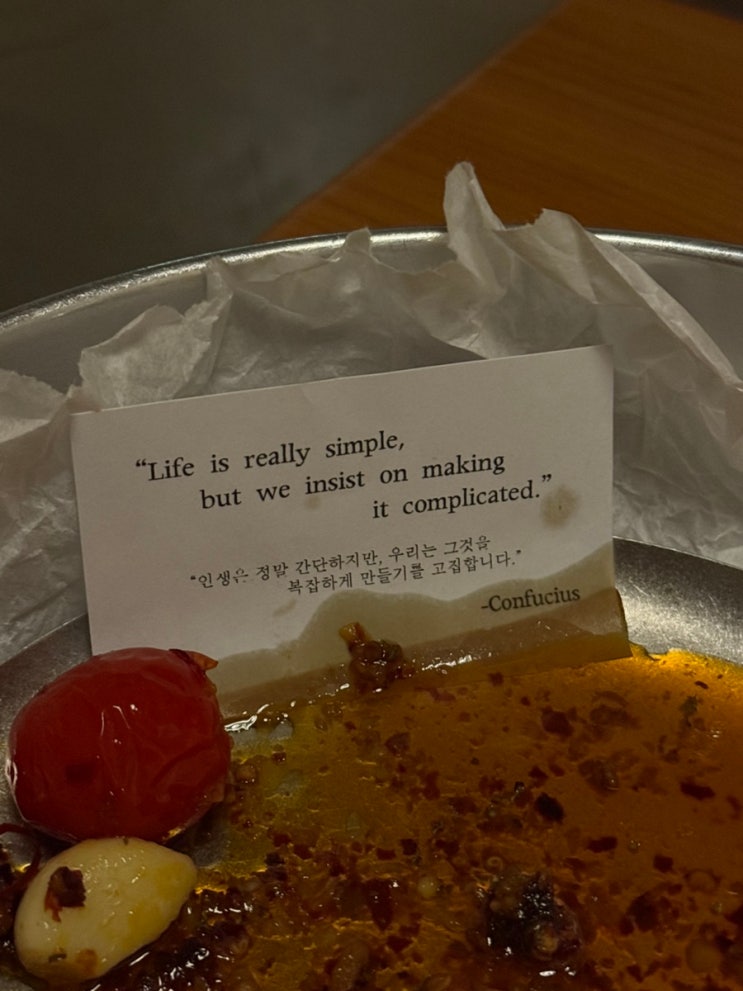 “Life is really simple,
but we insist on making
it complicated.”
“인생은 정말 간단하지만, 우리는 그것을
복잡하게 만들기를 고집합니다.”
-Confucius